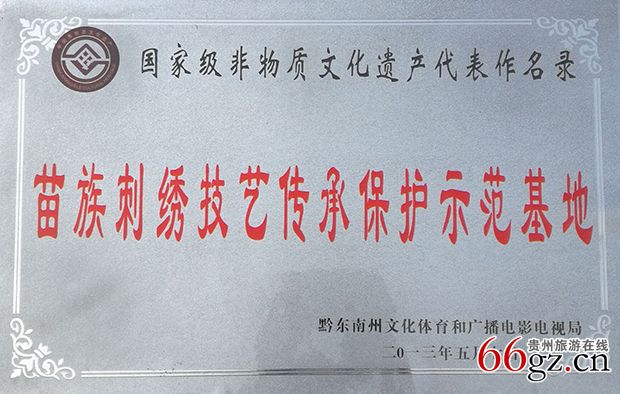 国家级非物质文化遗产代表作名录
苗族刺绣技艺传承保护示范基地
黔东南州文化体育和广播电影电视局
二〇一三年五月
贵州旅游在线
66gz.cn